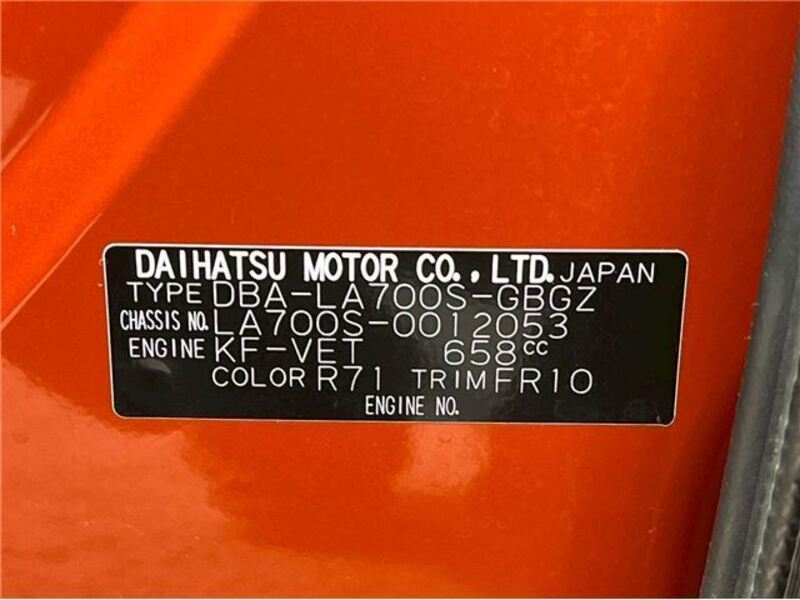 DAIHATSU MOTOR CO., LTD. JAPAN
TYPE DBA-LA700S-GBGZ
CHASSIS NO. LA700S-0012053
ENGINE KF-VET 658cc
COLOR R71 TRIM FR10
ENGINE NO.